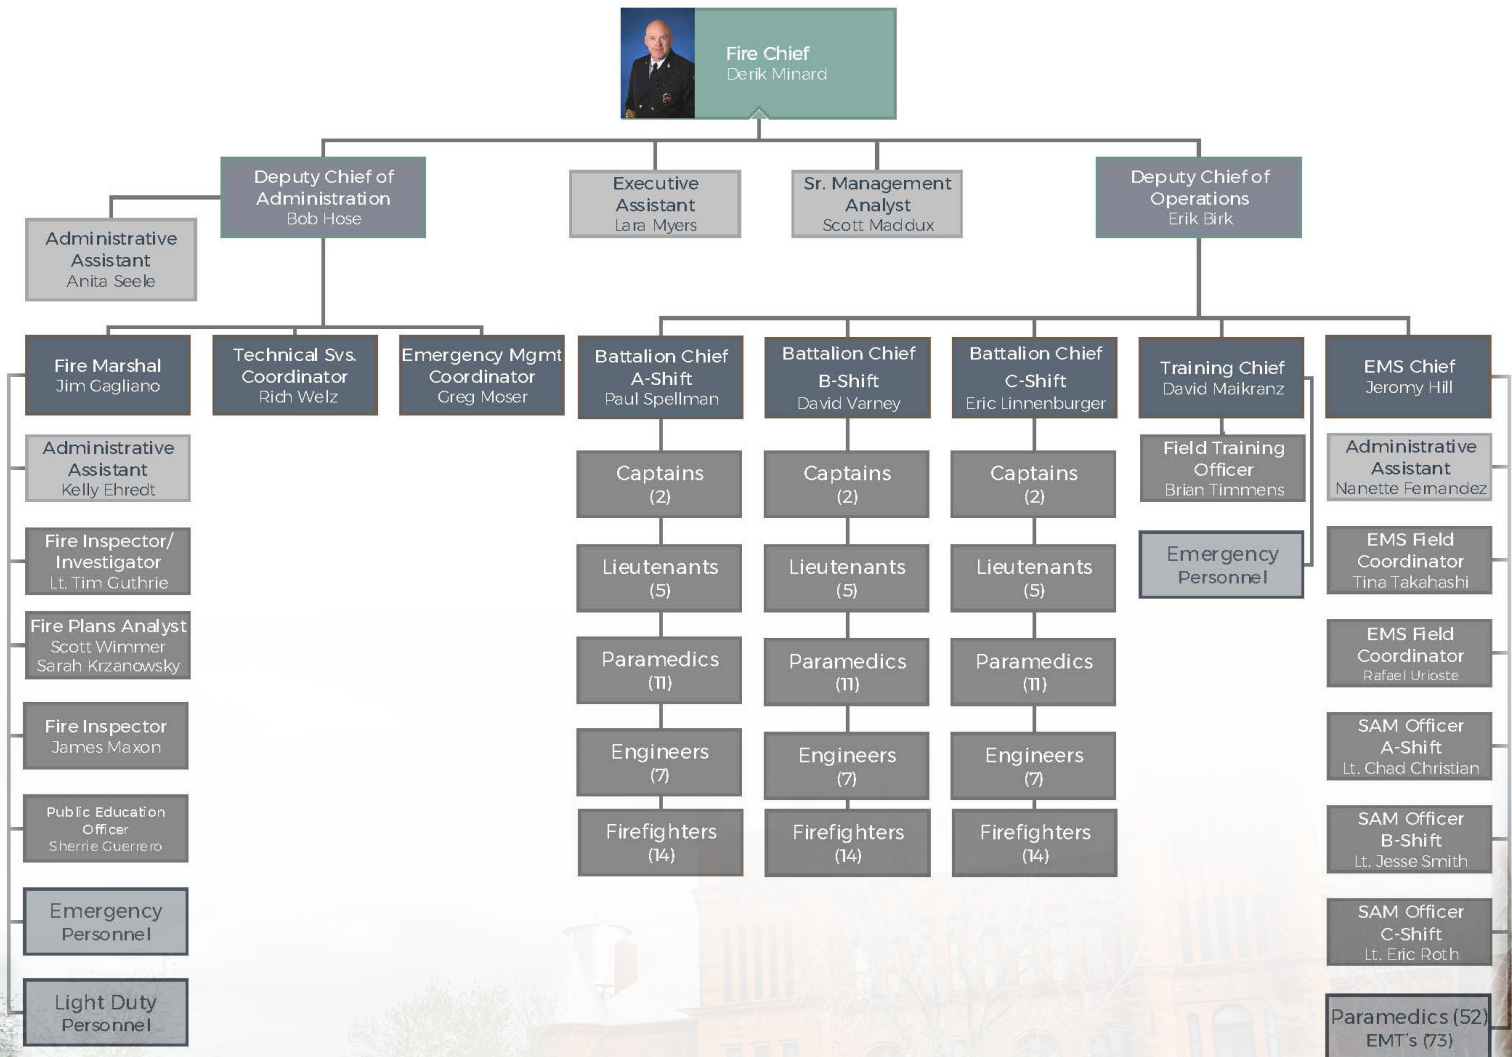 Fire Chief
Derik Minard
Deputy Chief of
Administration
Bob Hose
Executive
Assistant
Lara Myers
Sr. Management
Analyst
Scott Maddux
Deputy Chief of
Operations
Erik Birk
Administrative
Assistant
Anita Seele
Fire Marshal
Jim Gagliano
Technical Svs.
Coordinator
Rich Welz
Emergency Mgmt
Coordinator
Greg Moser
Battalion Chief
A-Shift
Paul Spellman
Battalion Chief
B-Shift
David Varney
Battalion Chief
C-Shift
Eric Linnenburger
Training Chief
David Maikranz
EMS Chief
Jeromy Hill
Administrative
Assistant
Kelly Ehredt
Fire Inspector/
Investigator
Lt. Tim Guthrie
Fire Plans Analyst
Scott Wimmer
Sarah Krzanowsky
Fire Inspector
James Maxon
Public Education
Officer
Sherrie Guerrero
Emergency
Personnel
Light Duty
Personnel
Captains
(2)
Lieutenants
(5)
Paramedics
(11)
Engineers
(7)
Firefighters
(14)
Captains
(2)
Lieutenants
(5)
Paramedics
(11)
Engineers
(7)
Firefighters
(14)
Captains
(2)
Lieutenants
(5)
Paramedics
(11)
Engineers
(7)
Firefighters
(14)
Field Training
Officer
Brian Timmens
Emergency
Personnel
Administrative
Assistant
Nanette Fernandez
EMS Field
Coordinator
Tina Takahashi
EMS Field
Coordinator
Rafael Urioste
SAM Officer
A-Shift
Lt. Chad Christian
SAM Officer
B-Shift
Lt. Jesse Smith
SAM Officer
C-Shift
Lt. Eric Roth
Paramedics (52)
EMT's (73)